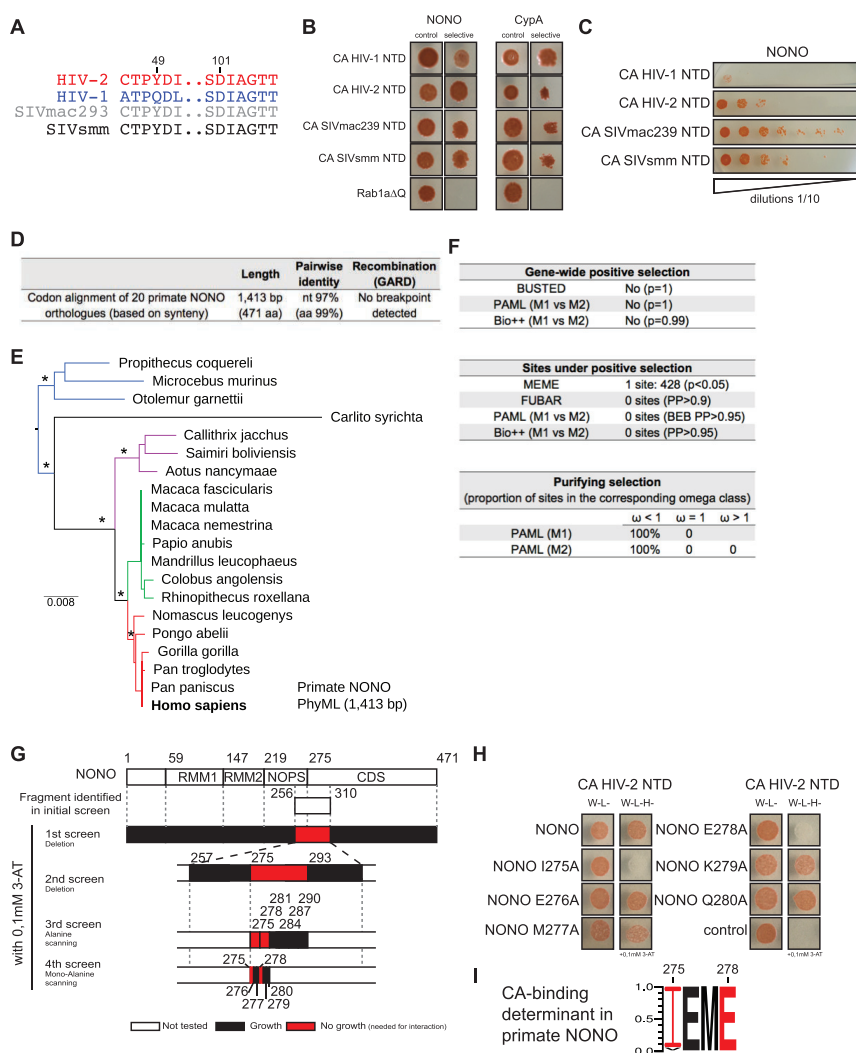 A
49 101
HIV-2 CTPYDI..SDIAGTT
HIV-1 ATPQDL..SDIAGTT
SIVmac293 CTPYDI..SDIAGTT
SIVsmm CTPYDI..SDIAGTT
B
NONO CypA
control selective control selective
CA HIV-1 NTD
CA HIV-2 NTD
CA SIVmac239 NTD
CA SIVsmm NTD
Rab1aΔQ
C
NONO
CA HIV-1 NTD
CA HIV-2 NTD
CA SIVmac239 NTD
CA SIVsmm NTD
dilutions 1/10
D
Length Pairwise identity Recombination (GARD)
Codon alignment of 20 primate NONO 1,413 bp nt 97% No breakpoint
orthologues (based on synteny) (471 aa) (aa 99%) detected
E
Propithecus coquereli
Microcebus murinus
Otolemur garnettii
Carlito syrichta
Callithrix jacchus
Saimiri boliviensis
Aotus nancymaae
Macaca fascicularis
Macaca mulatta
Macaca nemestrina
Papio anubis
Mandrillus leucophaeus
Colobus angolensis
Rhinopithecus roxellana
Nomascus leucogenys
Pongo abelii
Gorilla gorilla
Pan troglodytes
Pan paniscus
Homo sapiens
* * * * * *
0.008
Primate NONO
PhyML (1,413 bp)
F
Gene-wide positive selection
BUSTED No (p=1)
PAML (M1 vs M2) No (p=1)
Bio++ (M1 vs M2) No (p=0.99)
Sites under positive selection
MEME 1 site: 428 (p<0.05)
FUBAR 0 sites (PP>0.9)
PAML (M1 vs M2) 0 sites (BEB PP>0.95)
Bio++ (M1 vs M2) 0 sites (PP>0.95)
Purifying selection
(proportion of sites in the corresponding omega class)
ω < 1 ω = 1 ω > 1
PAML (M1) 100% 0
PAML (M2) 100% 0 0
G
1 59 147 219 275 471
NONO RMM1 RMM2 NOPS CDS
Fragment identified
in initial screen
256 310
with 0,1mM 3-AT
1st screen
Deletion
257 275 293
2nd screen
Deletion
281 290
278 287
275 284
3rd screen
Alanine
scanning
4th screen
Mono-Alanine
scanning
275 278
276 280
277 279
Not tested Growth No growth (needed for interaction)
H
CA HIV-2 NTD CA HIV-2 NTD
W-L- W-L-H- W-L- W-L-H-
NONO NONO E278A
NONO I275A NONO K279A
NONO E276A NONO Q280A
NONO M277A control
+0,1mM 3-AT +0,1mM 3-AT
I
CA-binding
determinant in
primate NONO
275 278
1.0
0.5
0.0
IEME